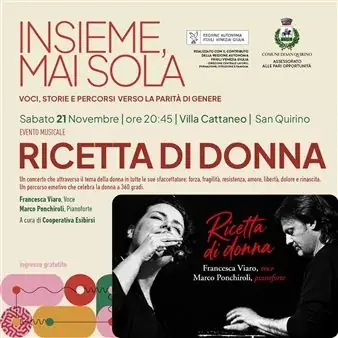 INSIEME,
MAI SOLA
VOCI, STORIE E PERCORSI VERSO LA PARITÀ DI GENERE
REGIONE AUTONOMA
FRIULI VENEZIA GIULIA
REALIZZATO CON IL CONTRIBUTO
DELLA REGIONE AUTONOMA
FRIULI VENEZIA GIULIA
COMUNE DI SAN QUIRINO
ASSESSORATO
ALLE PARI OPPORTUNITÀ
Sabato 21 Novembre | ore 20:45 | Villa Cattaneo | San Quirino
EVENTO MUSICALE
RICETTA DI DONNA
Un concerto che attraversa il tema della donna in tutte le sue sfaccettature: forza, fragilità, resistenza, amore, libertà, dolore e rinascita.
Un percorso emotivo che celebra la donna a 360 gradi.
Francesca Viaro, Voce
Marco Ponchiroli, Pianoforte
A cura di Cooperativa Esibirsi
ingresso gratuito
Ricetta
di donna
Francesca Viaro, voce
Marco Ponchiroli, pianoforte